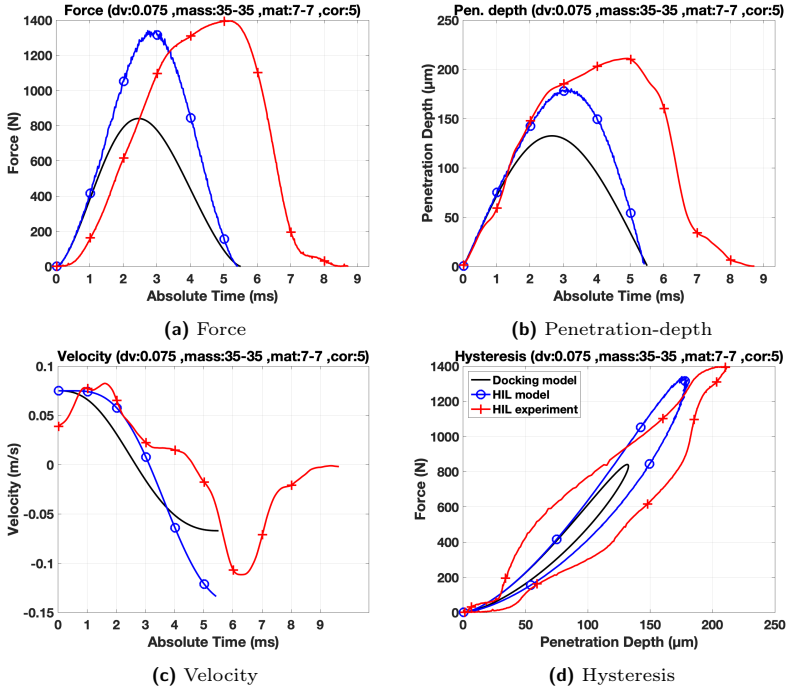 Force (dv:0.075 ,mass:35-35 ,mat:7-7 ,cor:5)
1400
1200
1000
800
600
400
200
0
Force (N)
0 1 2 3 4 5 6 7 8 9
Absolute Time (ms)
(a) Force
Pen. depth (dv:0.075 ,mass:35-35 ,mat:7-7 ,cor:5)
250
200
150
100
50
0
Penetration Depth (μm)
0 1 2 3 4 5 6 7 8 9
Absolute Time (ms)
(b) Penetration-depth
Velocity (dv:0.075 ,mass:35-35 ,mat:7-7 ,cor:5)
0.1
0.05
0
-0.05
-0.1
-0.15
Velocity (m/s)
0 1 2 3 4 5 6 7 8 9
Absolute Time (ms)
(c) Velocity
Hysteresis (dv:0.075 ,mass:35-35 ,mat:7-7 ,cor:5)
Docking model
HIL model
HIL experiment
1400
1200
1000
800
600
400
200
0
Force (N)
0 50 100 150 200 250
Penetration Depth (μm)
(d) Hysteresis